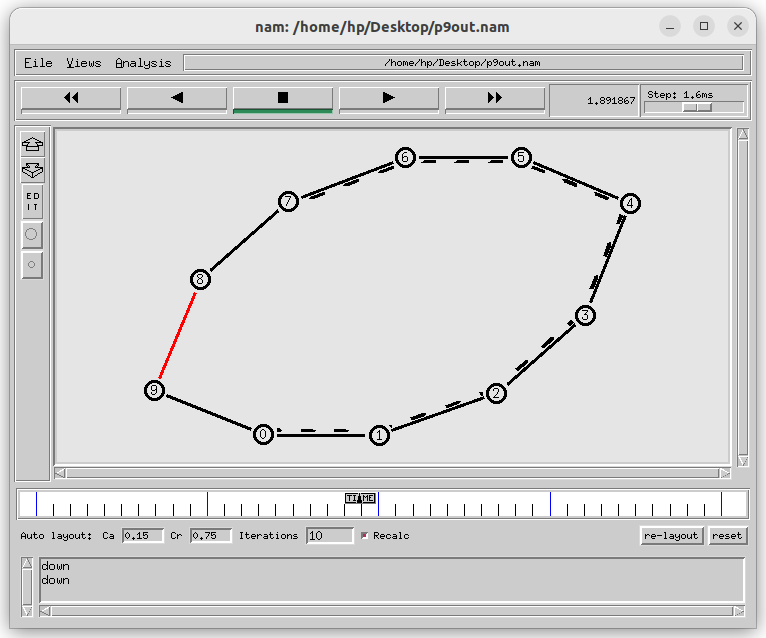 nam: /home/hp/Desktop/p9out.nam
File Views Analysis /home/hp/Desktop/p9out.nam
1.891867 Step: 1.6ms
ED
IT
6 5
7 4
8
3
9 2
0 1
TIME
Auto layout: Ca 0.15 Cr 0.75 Iterations 10 Recalc re-layout reset
down
down